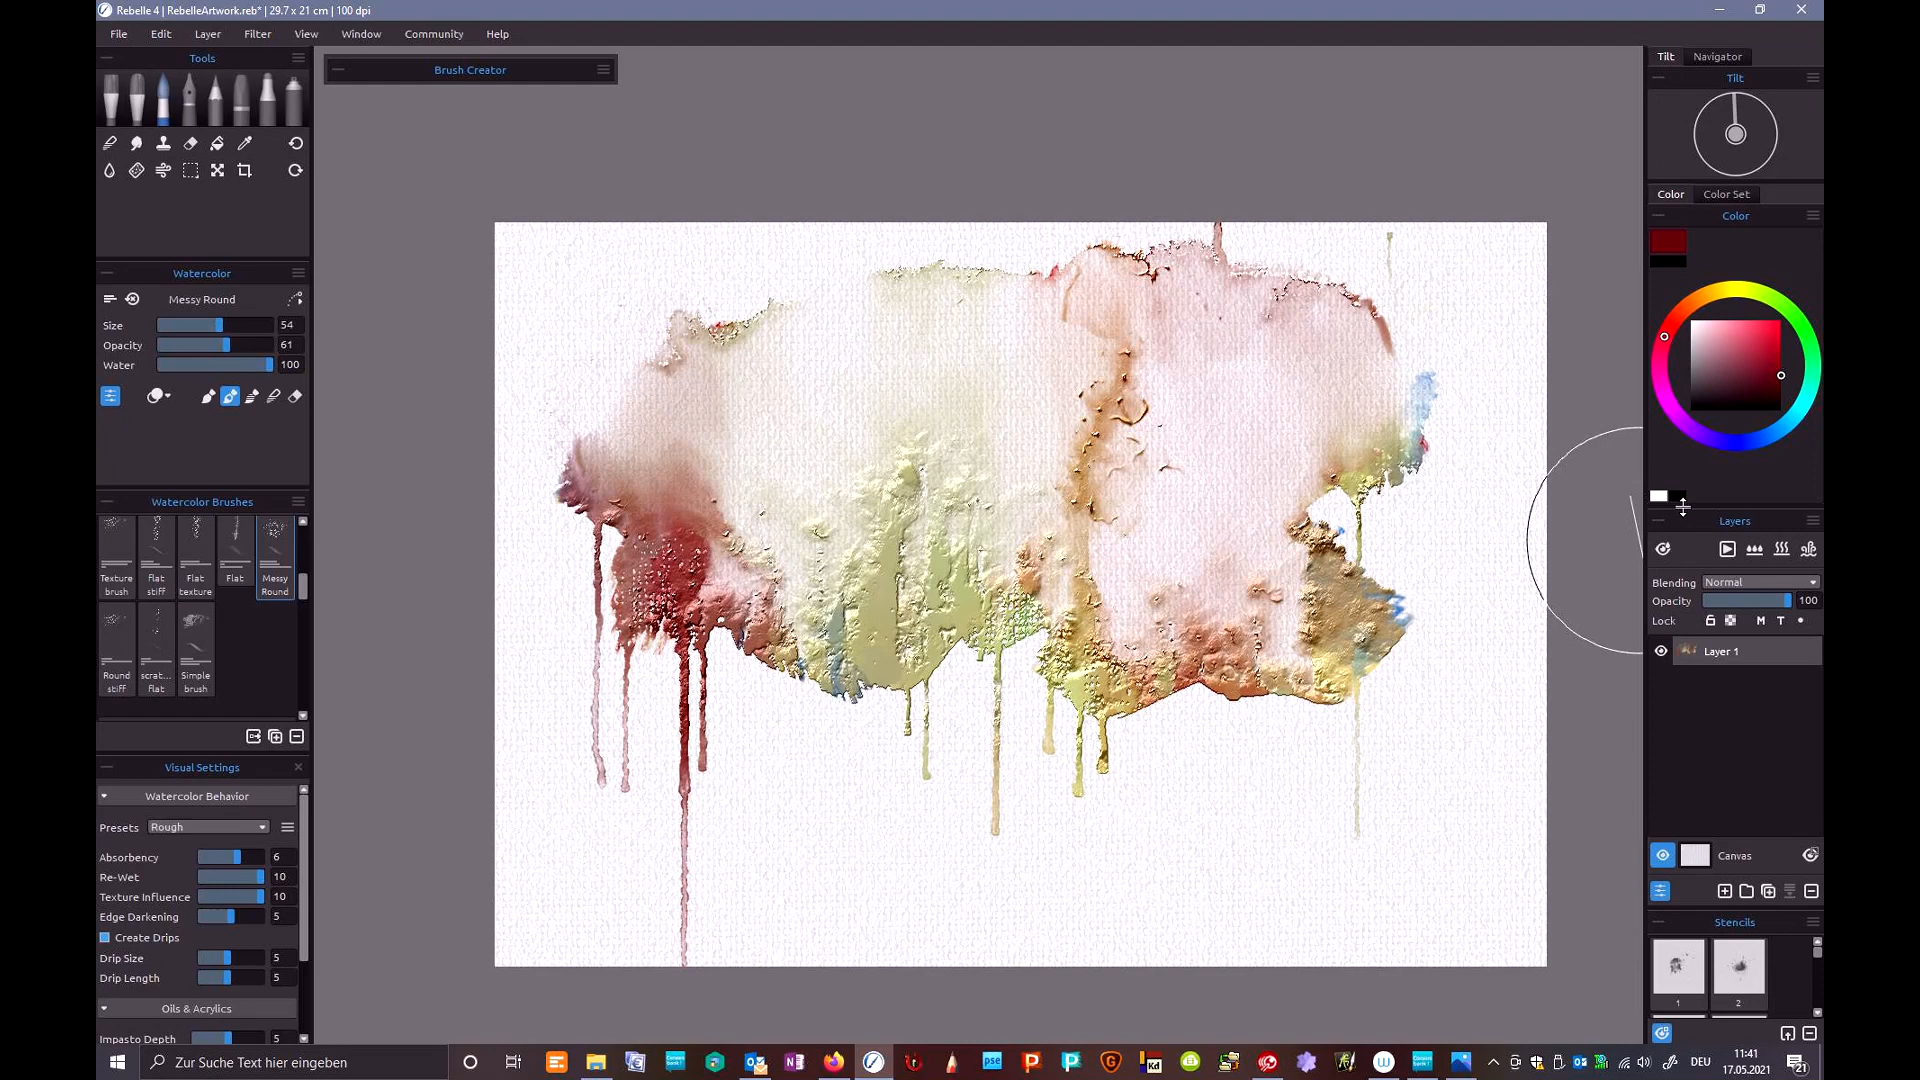 Rebelle 4 | RebelleArtwork.reb* | 29.7 x 21 cm | 100 dpi
File Edit Layer Filter View Window Community Help
Tools
Brush Creator
Tilt Navigator
Tilt
Color Color Set
Color
Watercolor
Messy Round
Size 54
Opacity 61
Water 100
Watercolor Brushes
Texture brush
flat stiff
Flat texture
Flat
Messy Round
Round stiff
scrat... flat
Simple brush
Visual Settings
Watercolor Behavior
Presets Rough
Absorbency 6
Re-Wet 10
Texture Influence 10
Edge Darkening 5
Create Drips
Drip Size 5
Drip Length 5
Oils & Acrylics
Impasto Depth 5
Layers
Blending Normal
Opacity 100
Lock M T
Layer 1
Canvas
Stencils
1 2
Zur Suche Text hier eingeben
pse
Kd
DEU
11:41
17.05.2021
21